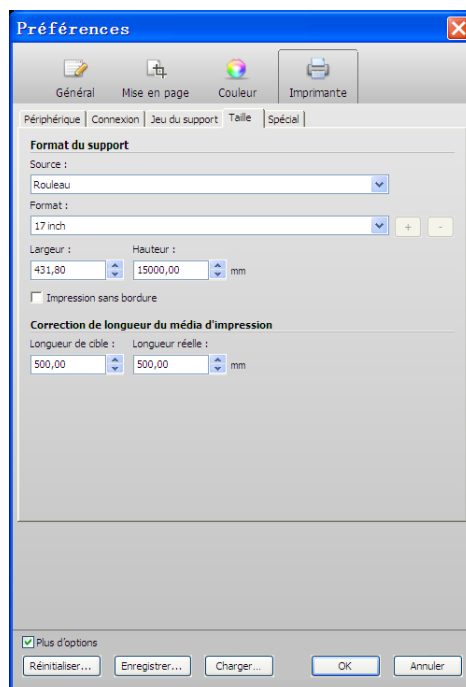 Préférences
Général Mise en page Couleur Imprimante
Périphérique Connexion Jeu du support Taille Spécial
Format du support
Source :
Rouleau
Format :
17 inch
+ -
Largeur : Hauteur :
431,80 15000,00 mm
Impression sans bordure
Correction de longueur du média d'impression
Longueur de cible : Longueur réelle :
500,00 500,00 mm
Plus d'options
Réinitialiser... Enregistrer... Charger... OK Annuler